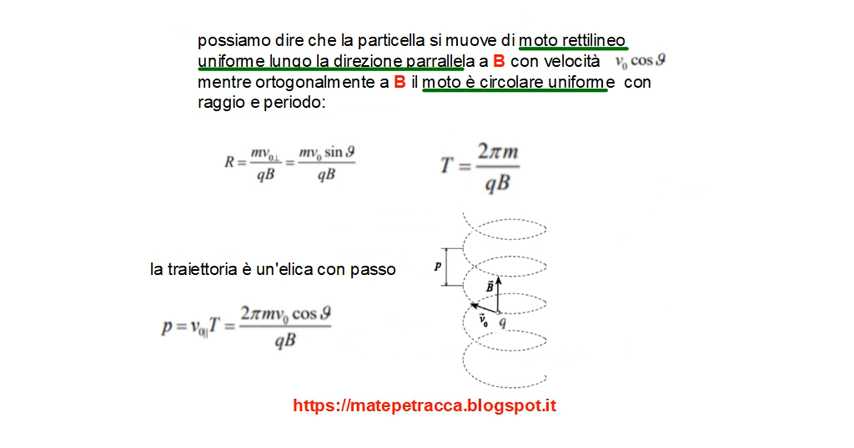 possiamo dire che la particella si muove di moto rettilineo
uniforme lungo la direzione parrallela a B con velocità v₀ cos ϑ
mentre ortogonalmente a B il moto è circolare uniforme con
raggio e periodo:
R = mv₀⊥ / qB = mv₀ sin ϑ / qB
T = 2πm / qB
la traiettoria è un'elica con passo
p = v₀∥T = 2πmv₀ cos ϑ / qB
P
B⃗
v⃗₀ q
https://matepetracca.blogspot.it